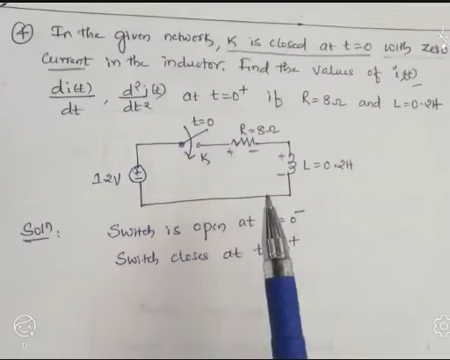 ④ In the given network, K is closed at t=0 with zero
current in the inductor. Find the values of i(t)
di(t)/dt , d²i(t)/dt² at t=0⁺ if R=8Ω and L=0.2H
t=0
R=8Ω
K
+ -
+
L=0.2H
-
12V
Soln: Switch is open at 0⁻
Switch closes at t +